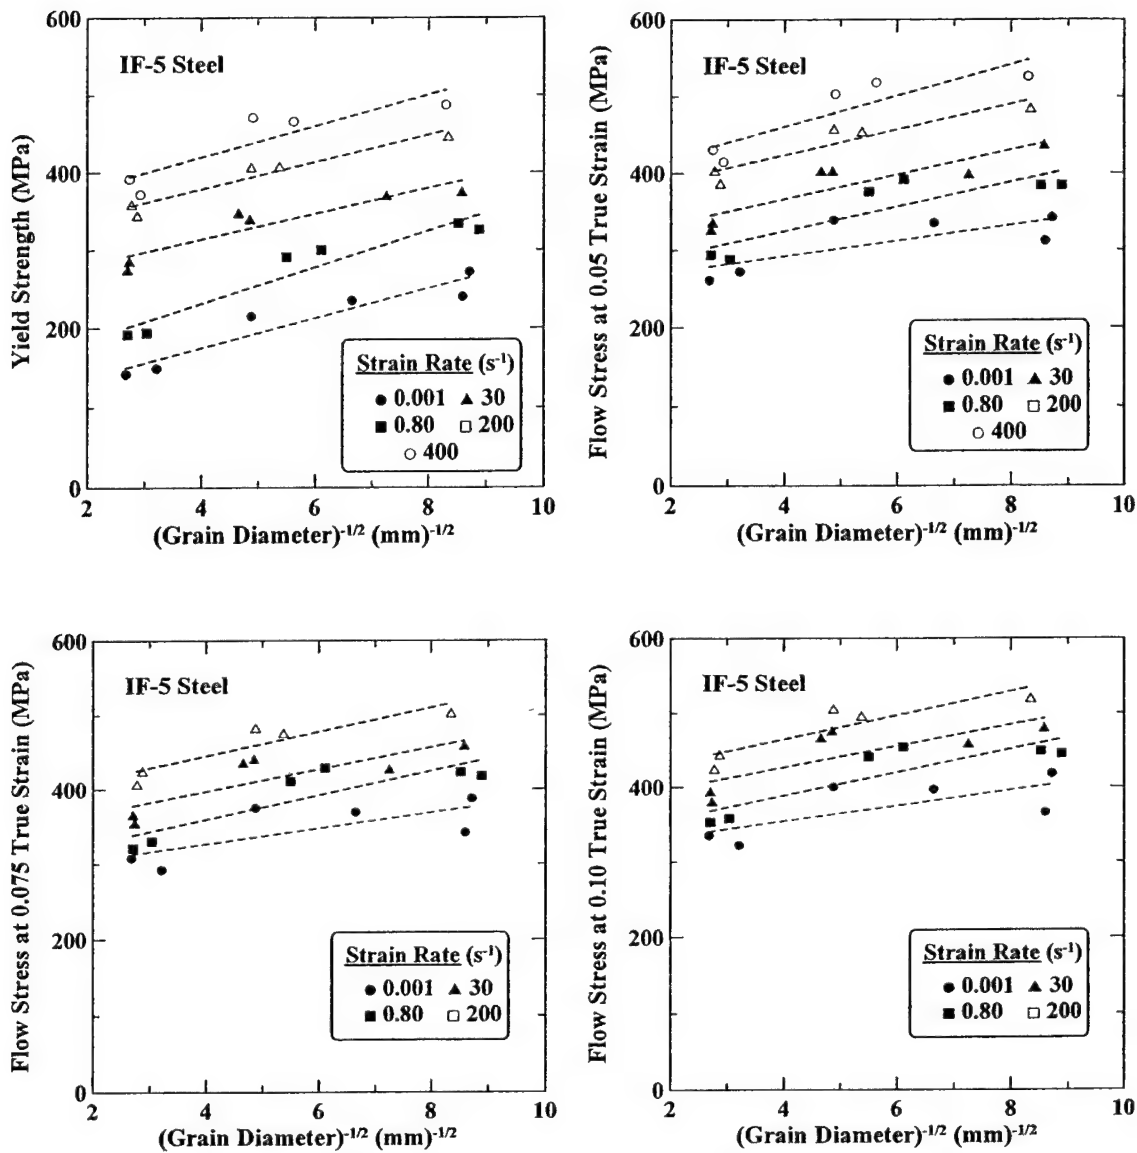 600
400
200
0
2
4
6
8
10
IF-5 Steel
Yield Strength (MPa)
(Grain Diameter)-1/2 (mm)-1/2
Strain Rate (s-1)
0.001 30
0.80 200
400
600
400
200
0
2
4
6
8
10
IF-5 Steel
Flow Stress at 0.05 True Strain (MPa)
(Grain Diameter)-1/2 (mm)-1/2
Strain Rate (s-1)
0.001 30
0.80 200
400
600
400
200
0
2
4
6
8
10
IF-5 Steel
Flow Stress at 0.075 True Strain (MPa)
(Grain Diameter)-1/2 (mm)-1/2
Strain Rate (s-1)
0.001 30
0.80 200
600
400
200
0
2
4
6
8
10
IF-5 Steel
Flow Stress at 0.10 True Strain (MPa)
(Grain Diameter)-1/2 (mm)-1/2
Strain Rate (s-1)
0.001 30
0.80 200